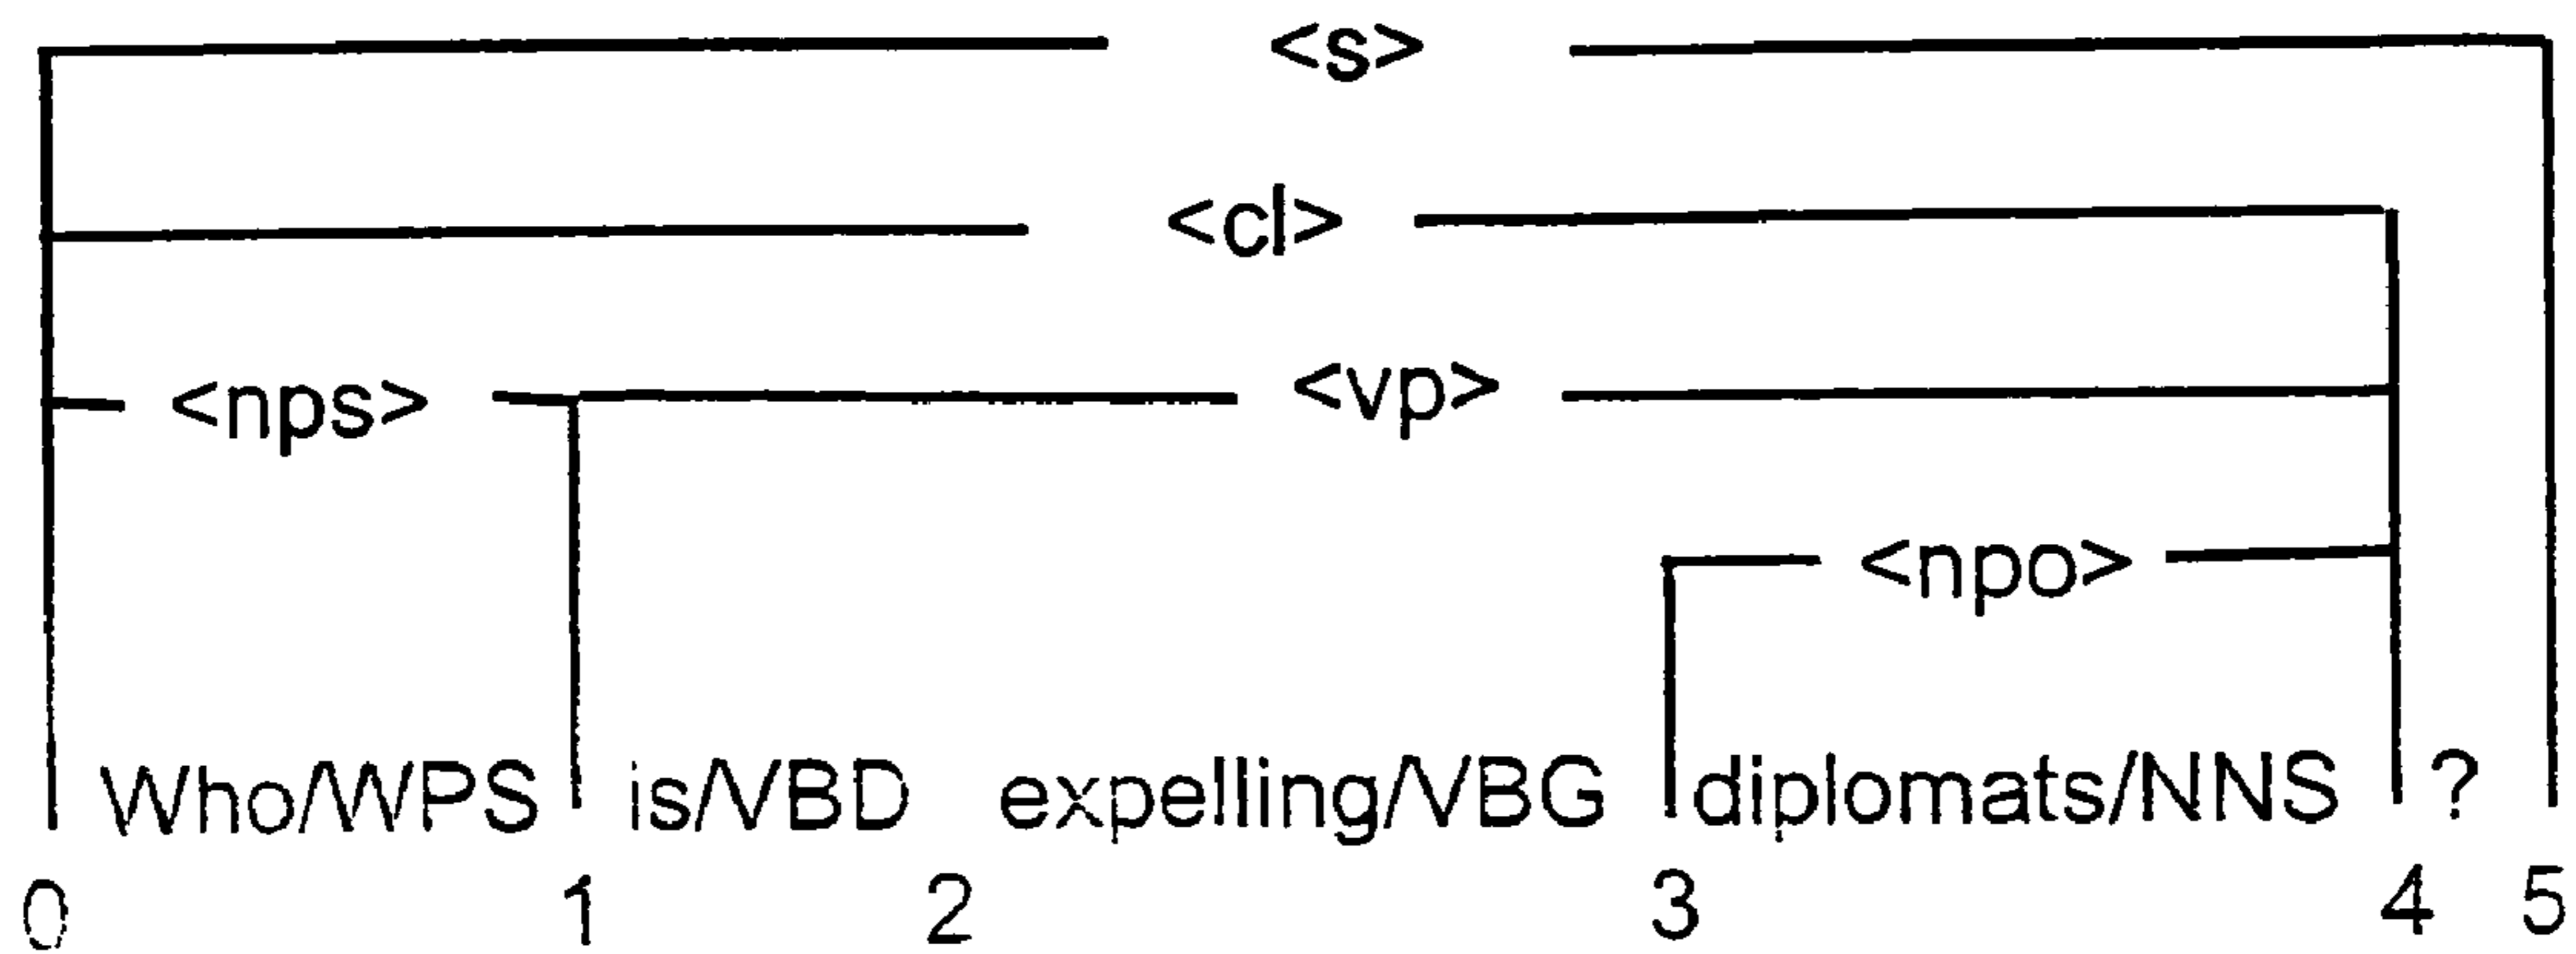 <s>
<cl>
<nps> <vp>
<npo>
Who/WPS is/VBD expelling/VBG diplomats/NNS ?
0 1 2 3 4 5